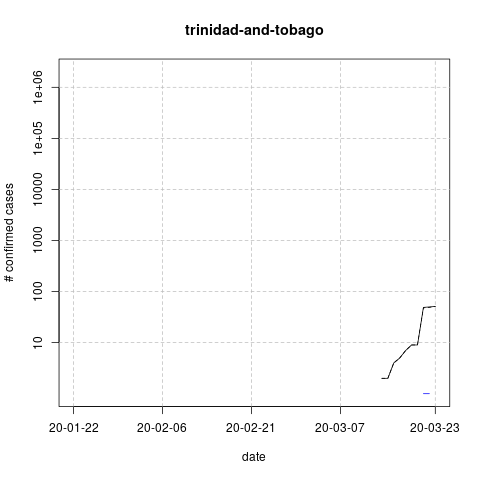 trinidad-and-tobago
# confirmed cases
1e+06
1e+05
10000
1000
100
10
20-01-22 20-02-06 20-02-21 20-03-07 20-03-23
date